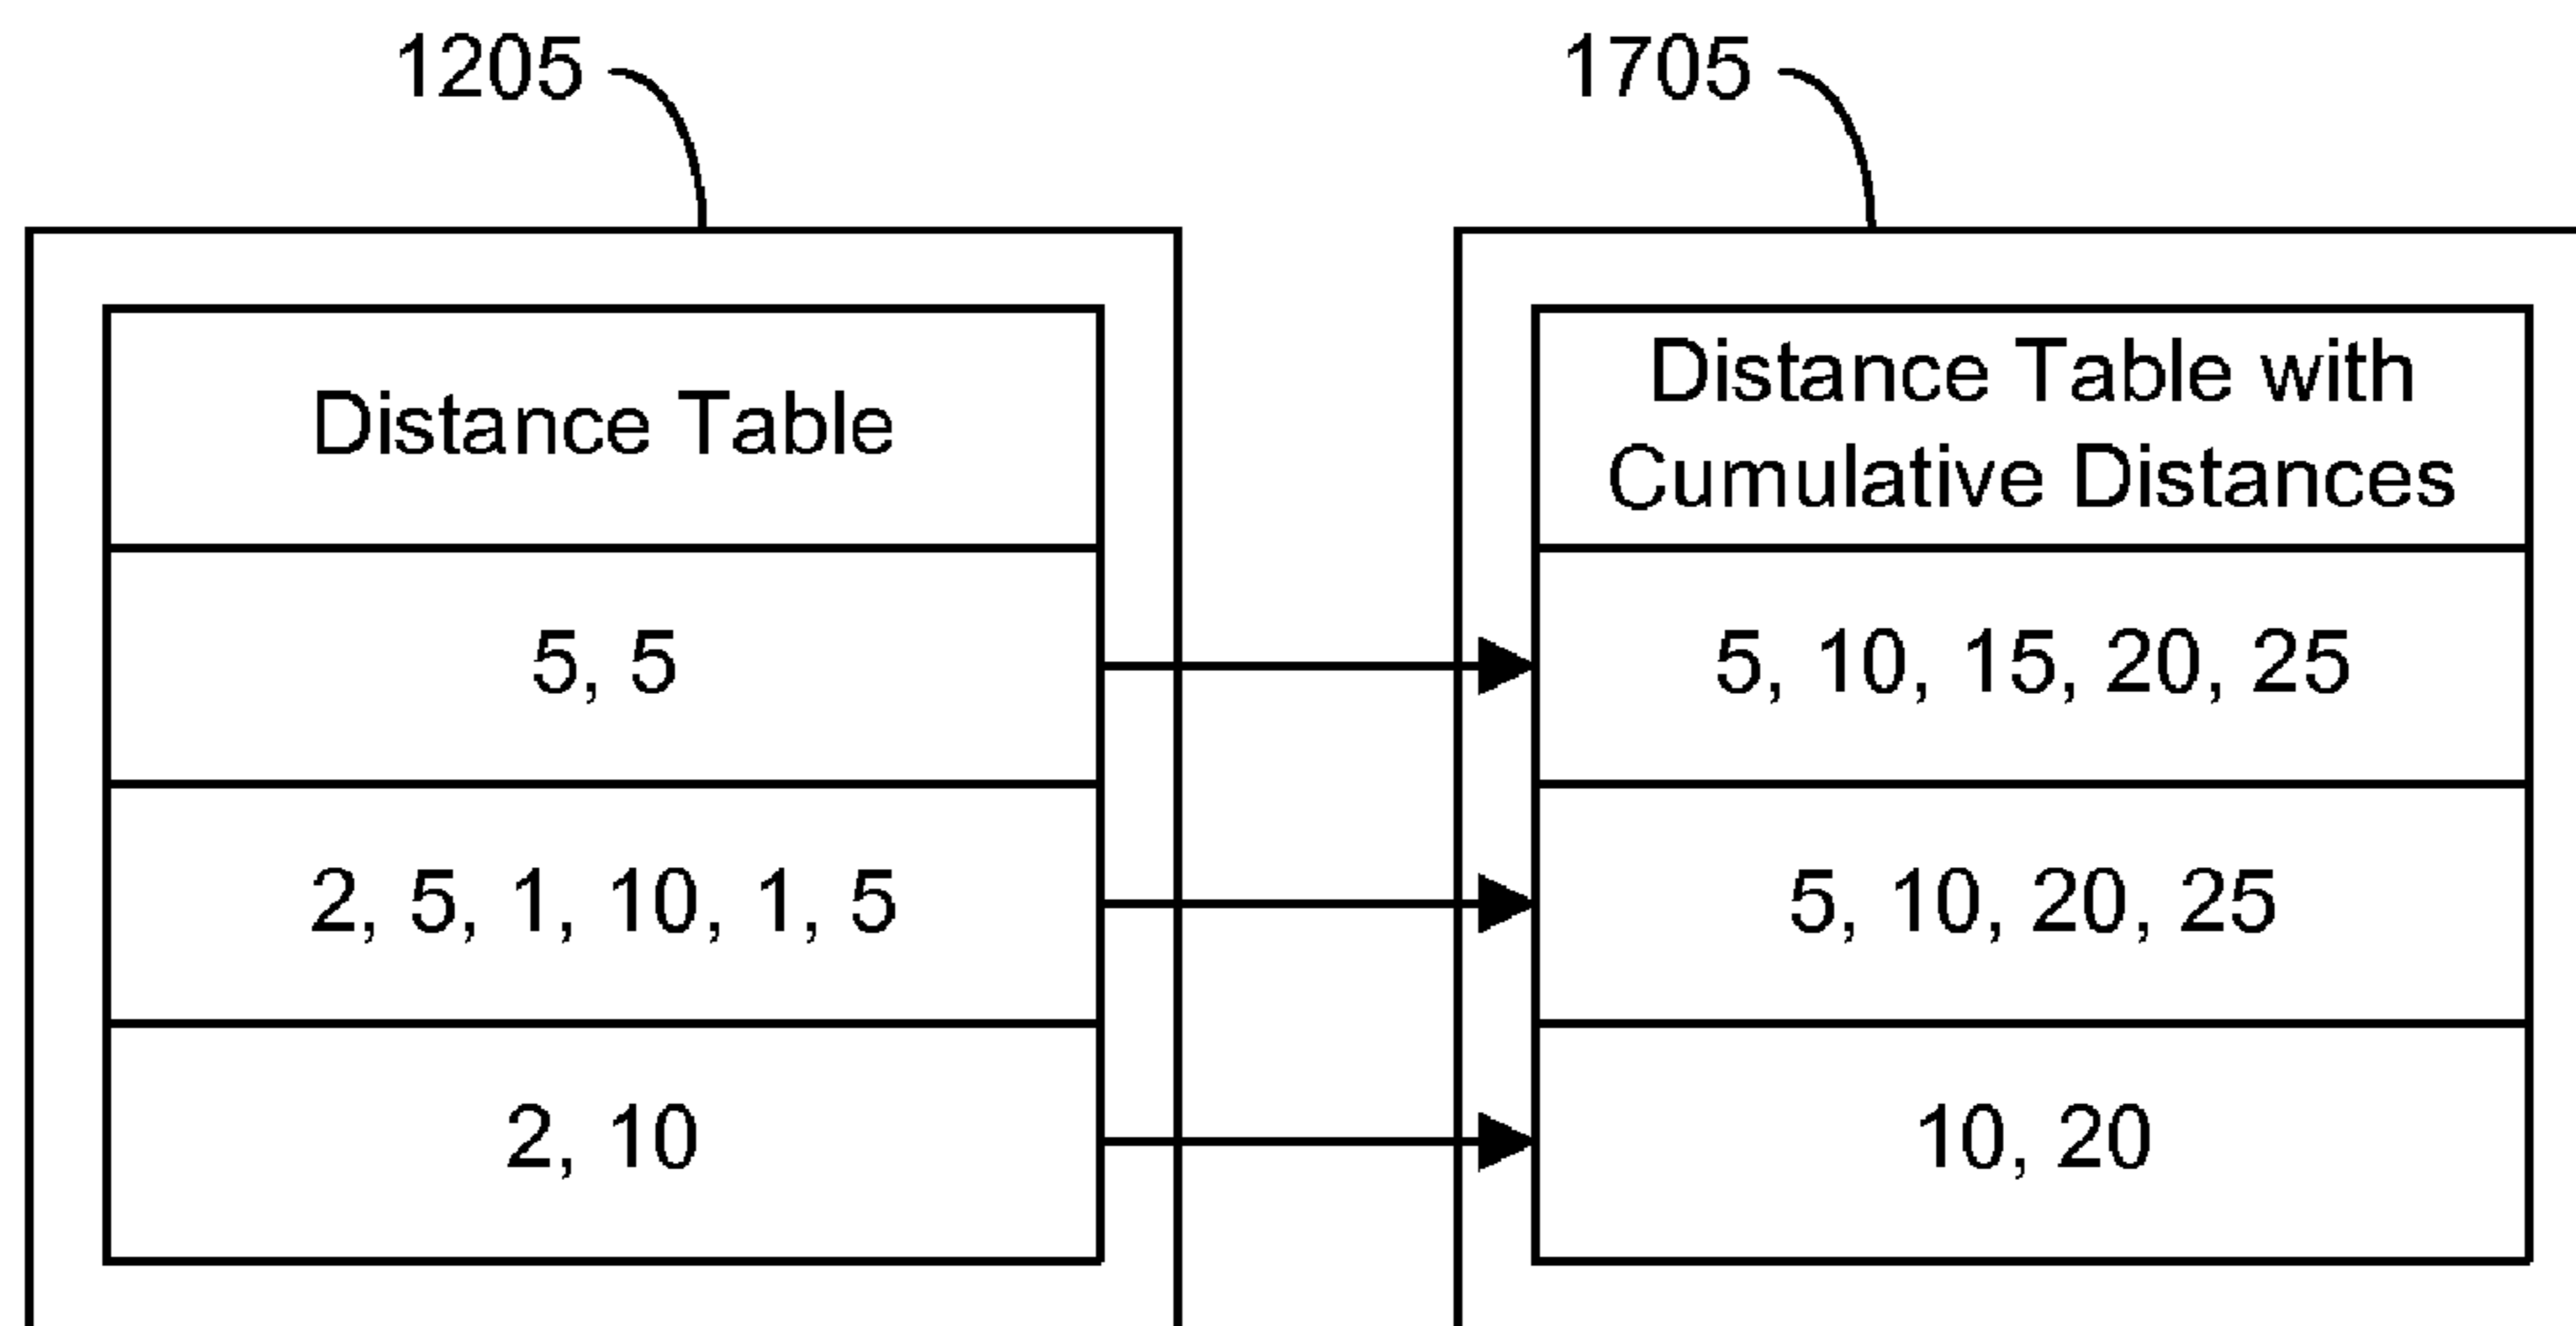 1205
1705
Distance Table
Distance Table with
Cumulative Distances
5, 5
5, 10, 15, 20, 25
2, 5, 1, 10, 1, 5
5, 10, 20, 25
2, 10
10, 20